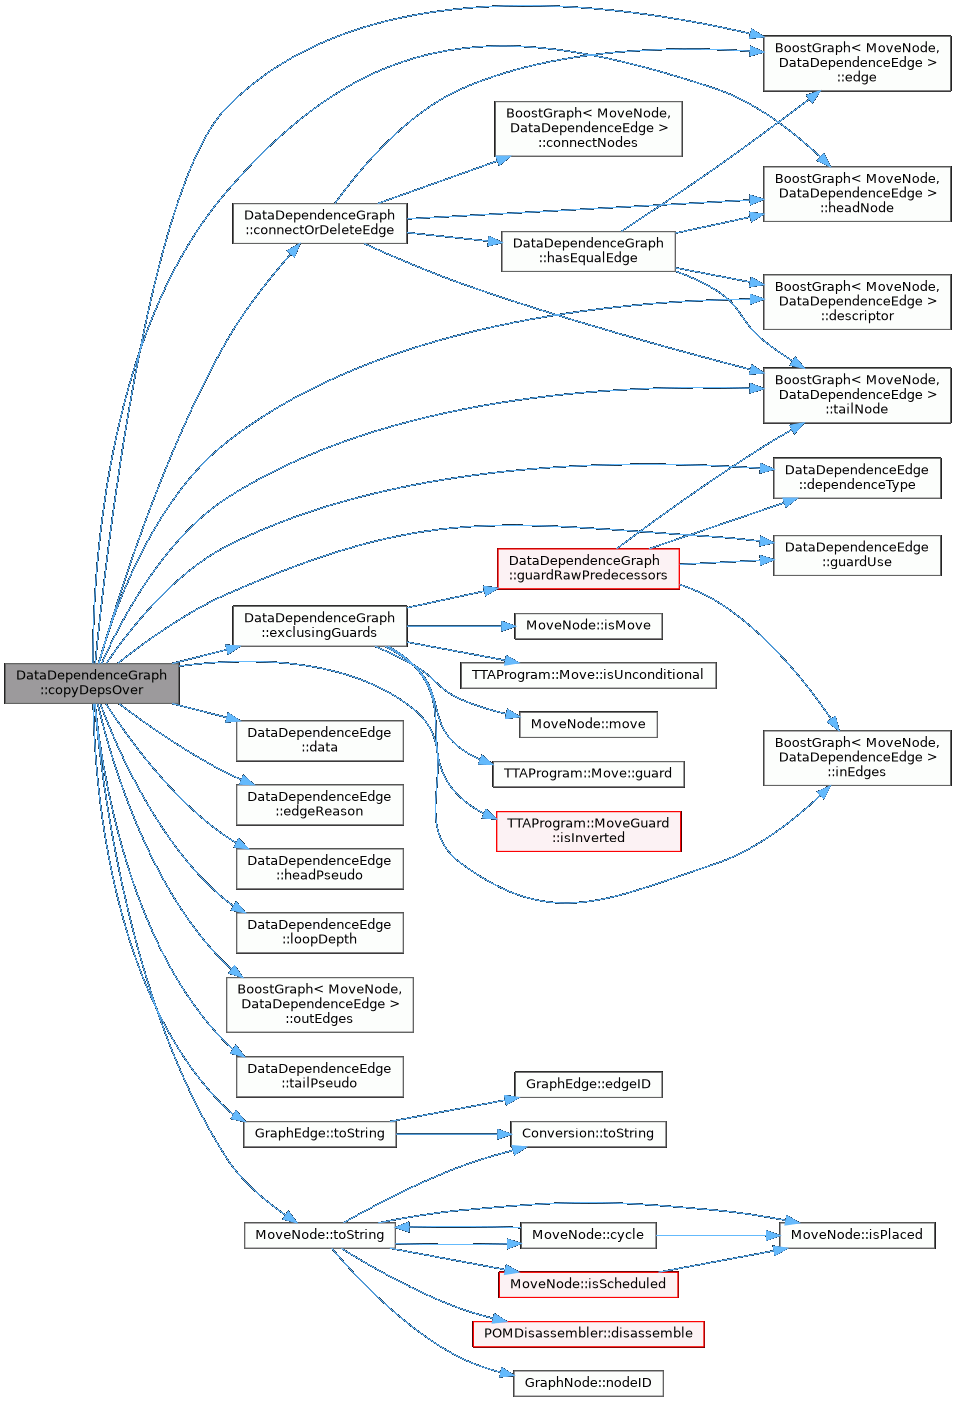 BoostGraph< MoveNode,
DataDependenceEdge >
::edge
BoostGraph< MoveNode,
DataDependenceEdge >
::connectNodes
BoostGraph< MoveNode,
DataDependenceEdge >
::headNode
DataDependenceGraph
::connectOrDeleteEdge
DataDependenceGraph
::hasEqualEdge
BoostGraph< MoveNode,
DataDependenceEdge >
::descriptor
BoostGraph< MoveNode,
DataDependenceEdge >
::tailNode
DataDependenceEdge
::dependenceType
DataDependenceEdge
::guardUse
DataDependenceGraph
::guardRawPredecessors
DataDependenceGraph
::exclusingGuards
MoveNode::isMove
DataDependenceGraph
::copyDepsOver
TTAProgram::Move::isUnconditional
MoveNode::move
DataDependenceEdge
::data
BoostGraph< MoveNode,
DataDependenceEdge >
::inEdges
TTAProgram::Move::guard
DataDependenceEdge
::edgeReason
TTAProgram::MoveGuard
::isInverted
DataDependenceEdge
::headPseudo
DataDependenceEdge
::loopDepth
BoostGraph< MoveNode,
DataDependenceEdge >
::outEdges
DataDependenceEdge
::tailPseudo
GraphEdge::edgeID
GraphEdge::toString
Conversion::toString
MoveNode::toString
MoveNode::cycle
MoveNode::isPlaced
MoveNode::isScheduled
POMDisassembler::disassemble
GraphNode::nodeID